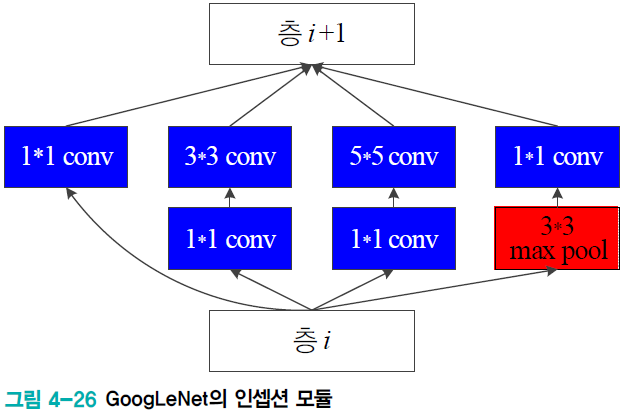 층 i+1
1*1 conv
3*3 conv
5*5 conv
1*1 conv
1*1 conv
1*1 conv
3*3
max pool
층 i
그림 4-26 GoogLeNet의 인셉션 모듈